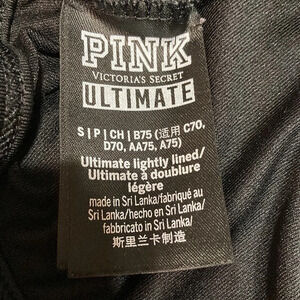 PINK
VICTORIA'S SECRET
ULTIMATE
S | P | CH | B75 (适用 C70,
D70, AA75, A75)
Ultimate lightly lined/
Ultimate à doublure
légère
made in Sri Lanka/fabriqué au
Sri Lanka/hecho en Sri Lanka/
fabbricato in Sri Lanka/
斯里兰卡制造